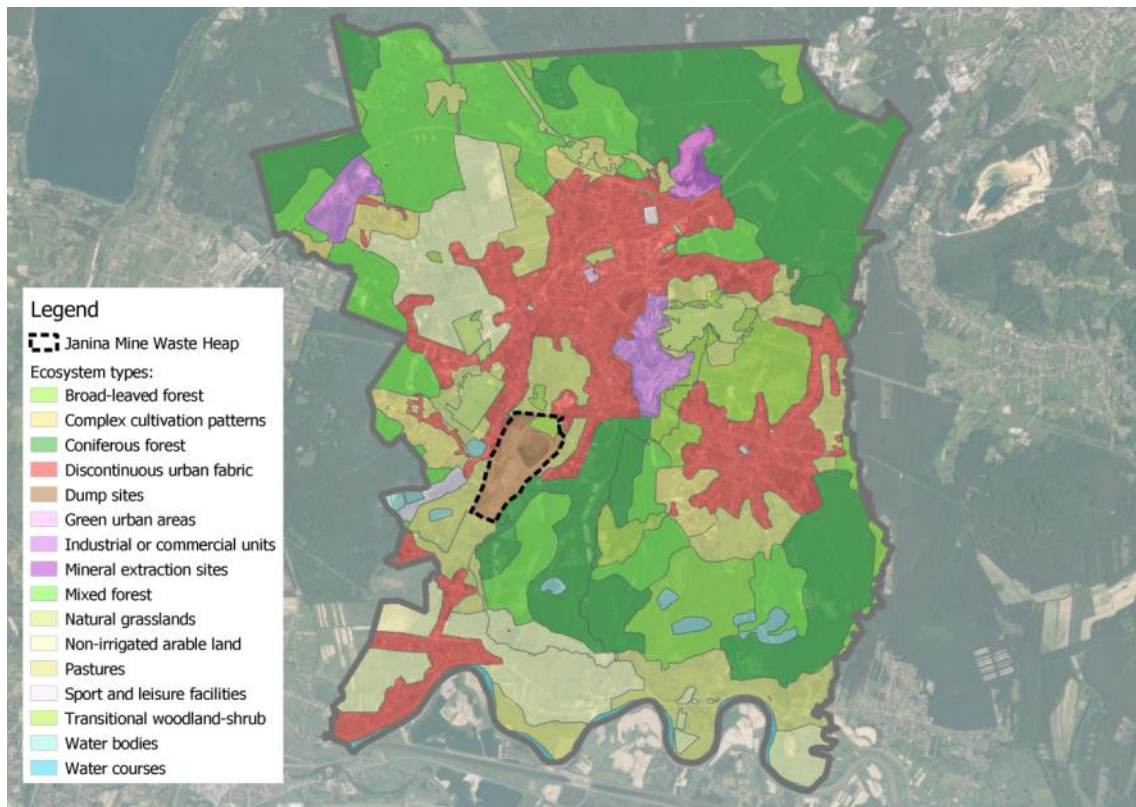 Legend
Janina Mine Waste Heap
Ecosystem types:
Broad-leaved forest
Complex cultivation patterns
Coniferous forest
Discontinuous urban fabric
Dump sites
Green urban areas
Industrial or commercial units
Mineral extraction sites
Mixed forest
Natural grasslands
Non-irrigated arable land
Pastures
Sport and leisure facilities
Transitional woodland-shrub
Water bodies
Water courses